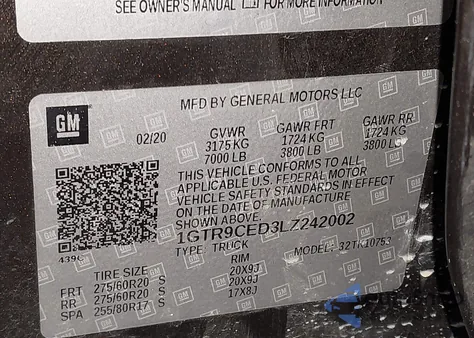 SEE OWNER'S MANUAL FOR MORE INFORMATION
GM
MFD BY GENERAL MOTORS LLC
02/20 GVWR GAWR FRT GAWR RR
3175 KG 1724 KG 1724 KG
7000 LB 3800 LB 3800 LB
THIS VEHICLE CONFORMS TO ALL
APPLICABLE U.S. FEDERAL MOTOR
VEHICLE SAFETY STANDARDS IN EFFECT
ON THE DATE OF MANUFACTURE
SHOWN ABOVE.
1GTR9CED3LZ242002
TYPE: TRUCK MODEL: 32TK10753
TIRE SIZE RIM
FRT 275/60R20 S 20X9J
RR 275/60R20 S 20X9J
SPA 255/80R17 S 17X8J